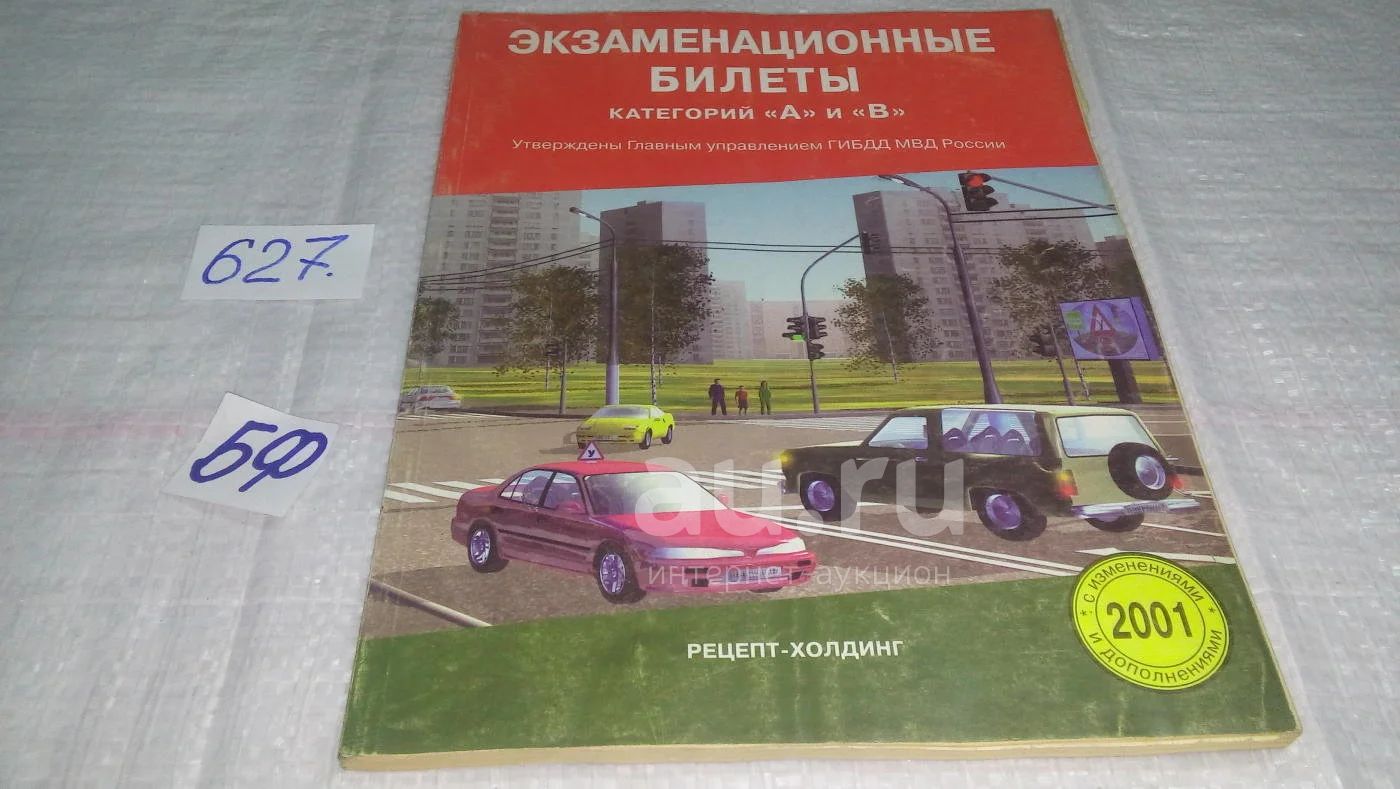 ЭКЗАМЕНАЦИОННЫЕ
БИЛЕТЫ
КАТЕГОРИЙ «А» И «В»
Утверждены Главным управлением ГИБДД МВД России
627.
БФ
У
au.ru
интернет-аукцион
* С ИЗМЕНЕНИЯМИ *
2001
И ДОПОЛНЕНИЯМИ
РЕЦЕПТ-ХОЛДИНГ